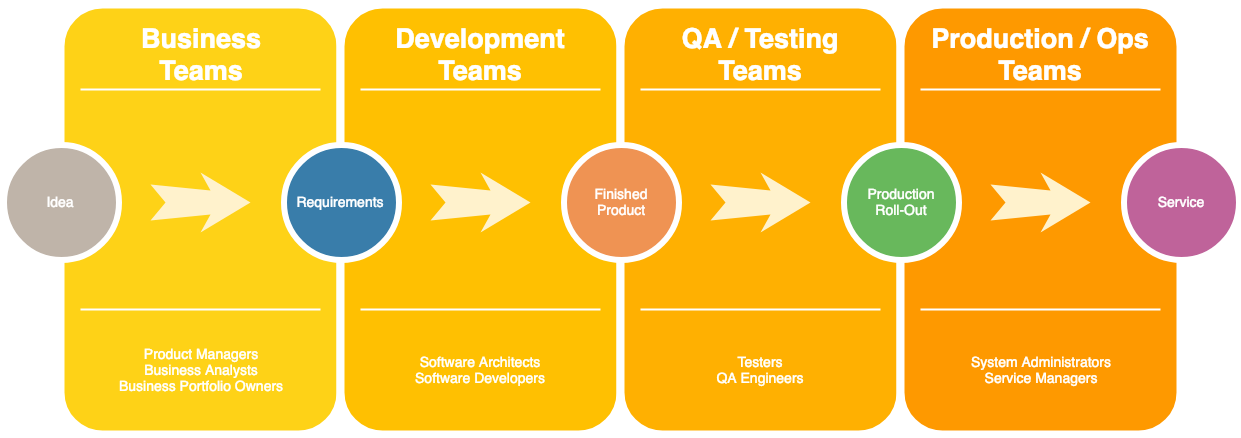 Business
Teams
Development
Teams
QA / Testing
Teams
Production / Ops
Teams
Idea
Requirements
Finished
Product
Production
Roll-Out
Service
Product Managers
Business Analysts
Business Portfolio Owners
Software Architects
Software Developers
Testers
QA Engineers
System Administrators
Service Managers